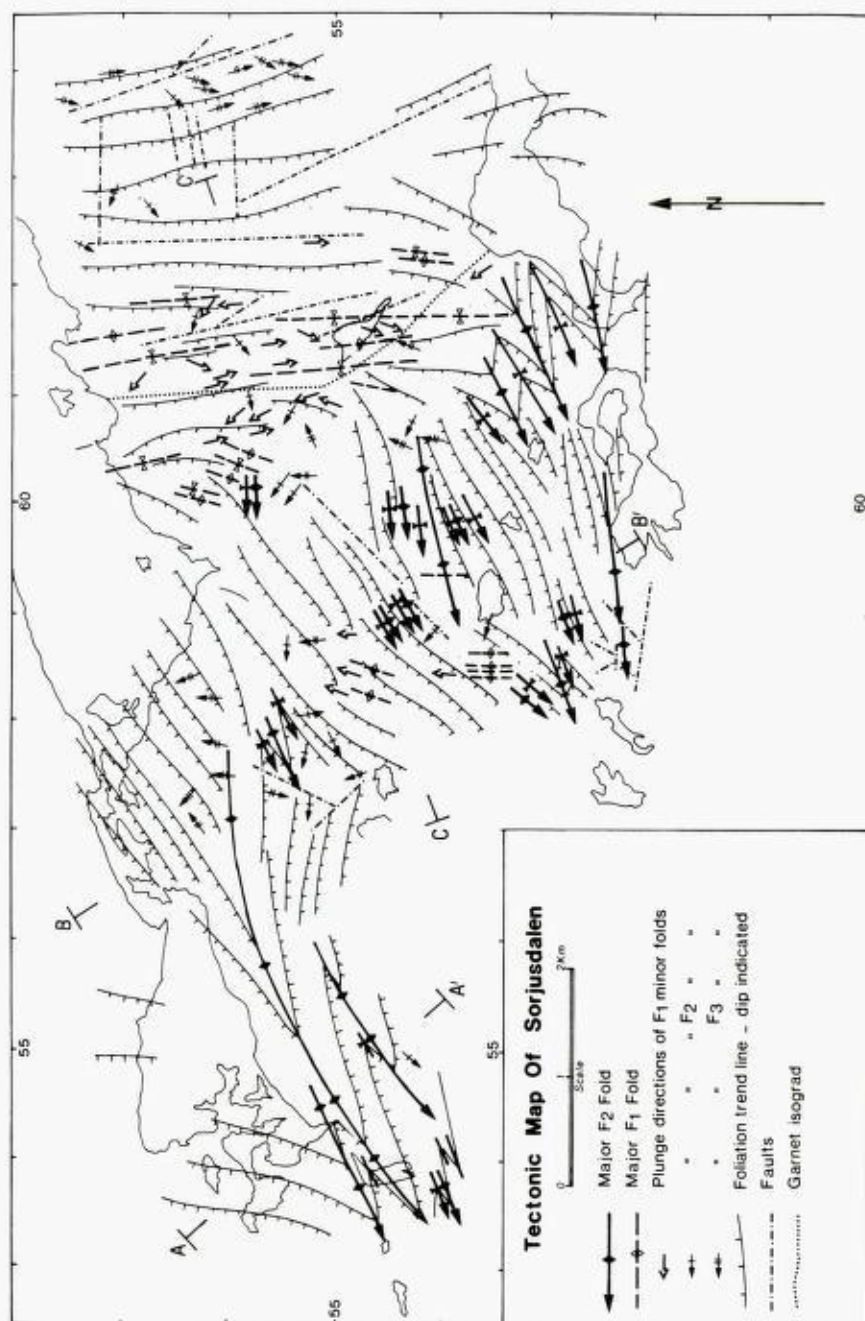 Tectonic Map Of Sorjusdalen
0 1 2Km
Scale
Major F2 Fold
Major F1 Fold
Plunge directions of F1 minor folds
" " " F2 " "
" " " F3 " "
Foliation trend line - dip indicated
Faults
Garnet isograd
55
60
55
55
60
55
A
A'
B
B'
C
C'
N